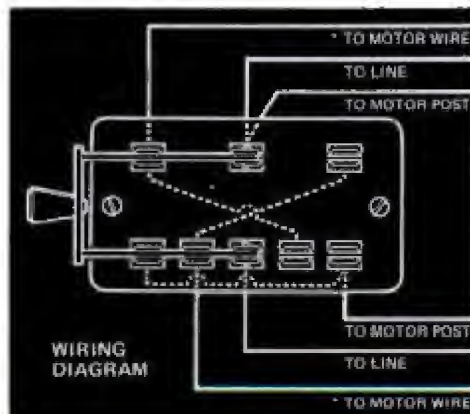 * TO MOTOR WIRE
TO LINE
TO MOTOR POST
TO MOTOR POST
WIRING
DIAGRAM
TO LINE
* TO MOTOR WIRE